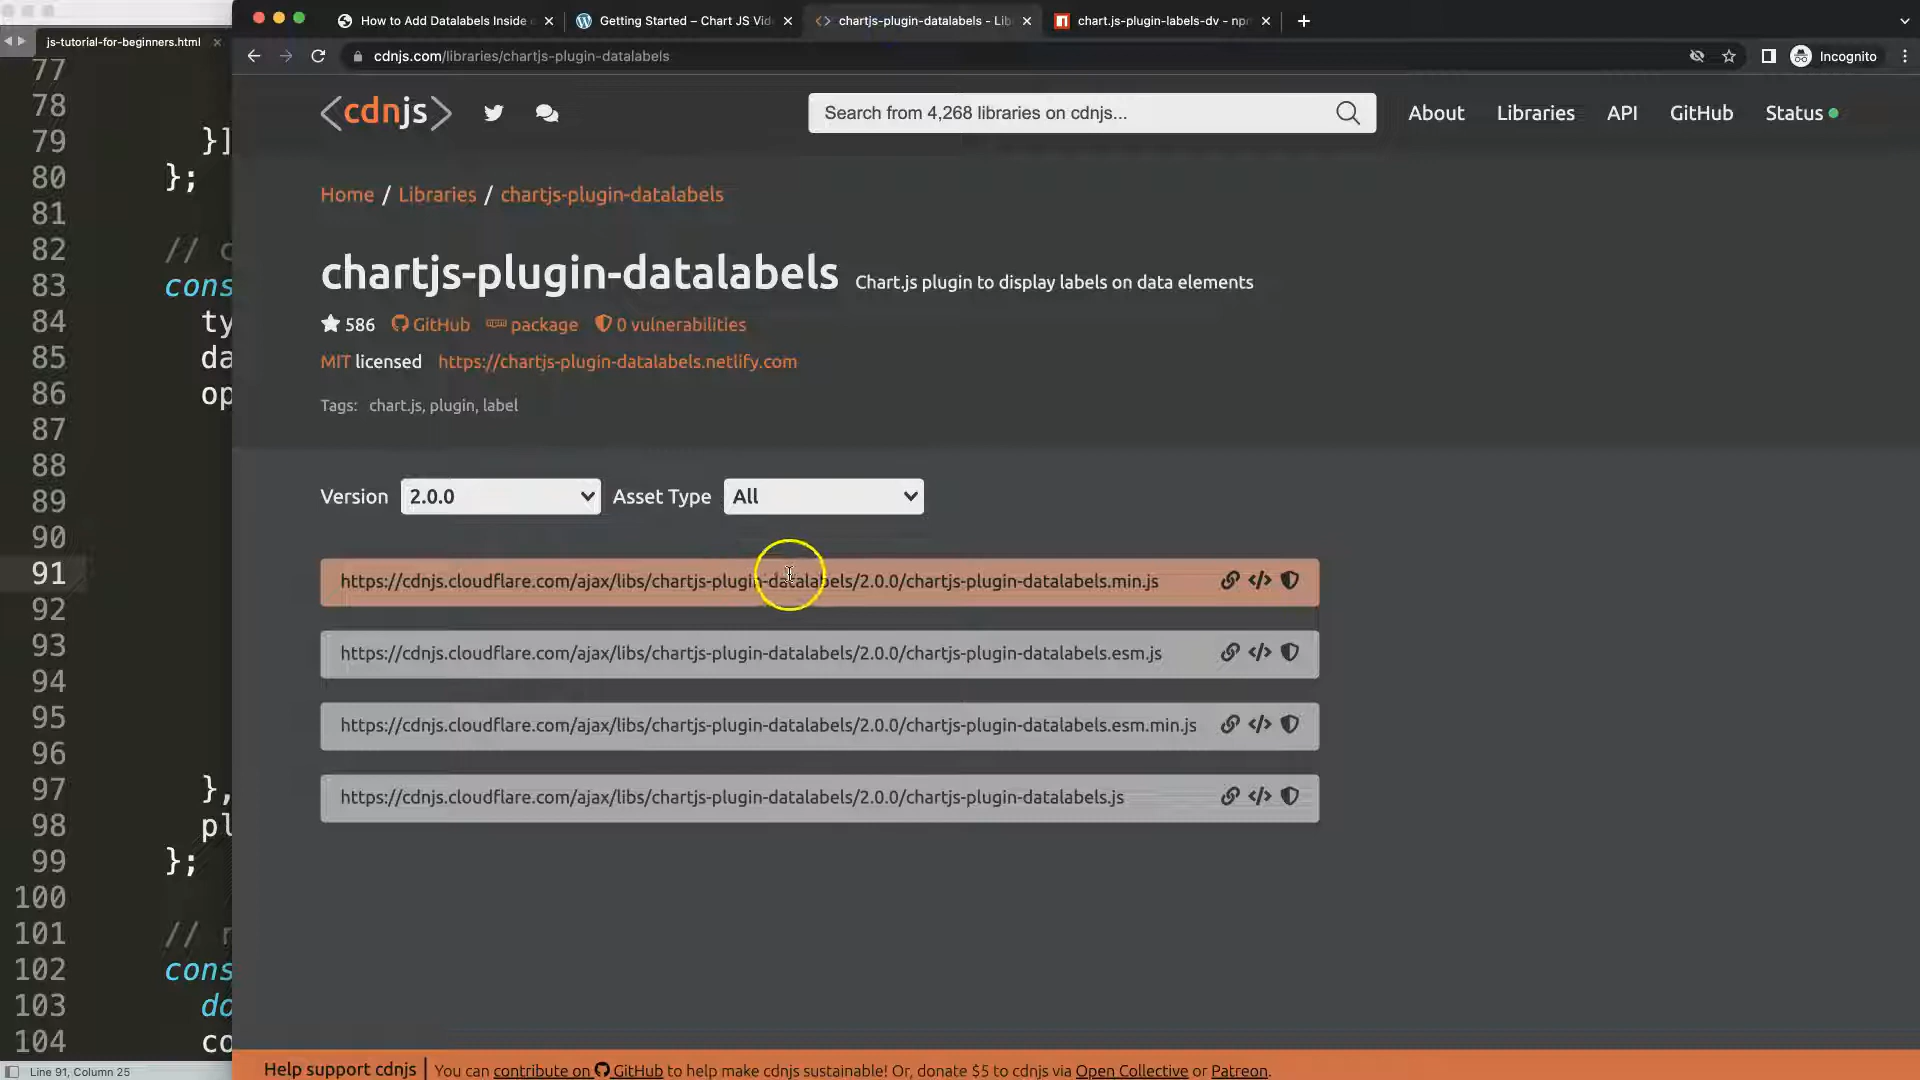 How to Add Datalabels Inside
Getting Started – Chart JS Vid
chartjs-plugin-datalabels - Lib
chart.js-plugin-labels-dv - npm
js-tutorial-for-beginners.html
cdnjs.com/libraries/chartjs-plugin-datalabels
Incognito
<cdnjs>
Search from 4,268 libraries on cdnjs...
About
Libraries
API
GitHub
Status
Home / Libraries / chartjs-plugin-datalabels
chartjs-plugin-datalabels
Chart.js plugin to display labels on data elements
586 GitHub package 0 vulnerabilities
MIT licensed https://chartjs-plugin-datalabels.netlify.com
Tags: chart.js, plugin, label
Version 2.0.0 Asset Type All
https://cdnjs.cloudflare.com/ajax/libs/chartjs-plugin-datalabels/2.0.0/chartjs-plugin-datalabels.min.js
https://cdnjs.cloudflare.com/ajax/libs/chartjs-plugin-datalabels/2.0.0/chartjs-plugin-datalabels.esm.js
https://cdnjs.cloudflare.com/ajax/libs/chartjs-plugin-datalabels/2.0.0/chartjs-plugin-datalabels.esm.min.js
https://cdnjs.cloudflare.com/ajax/libs/chartjs-plugin-datalabels/2.0.0/chartjs-plugin-datalabels.js
Help support cdnjs | You can contribute on GitHub to help make cdnjs sustainable! Or, donate $5 to cdnjs via Open Collective or Patreon.
77
78
79 }]
80 };
81
82 // c
83 cons
84 ty
85 da
86 op
87
88
89
90
91
92
93
94
95
96
97 },
98 pl
99 };
100
101 // r
102 cons
103 do
104 co
Line 91, Column 25